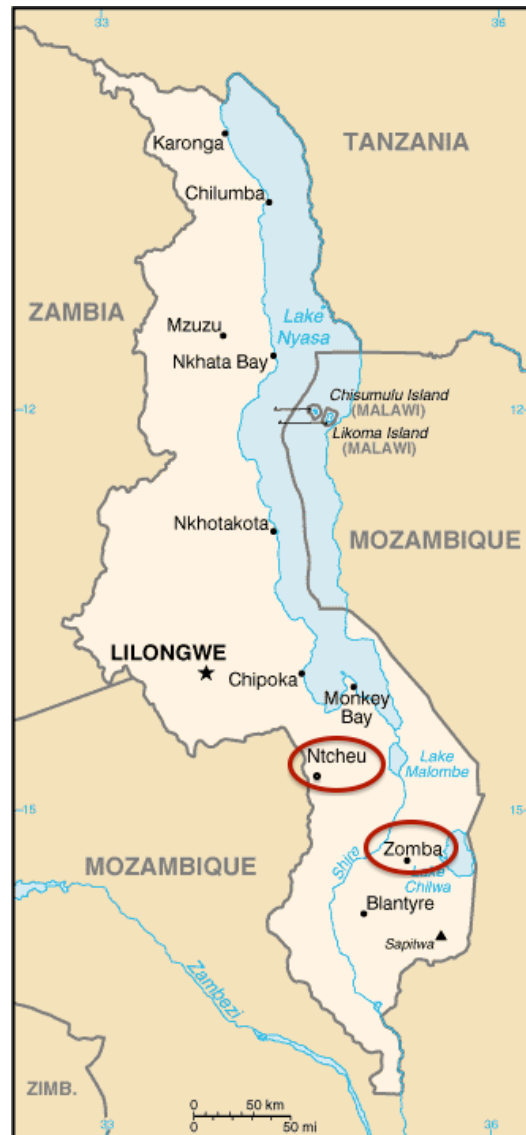 33
36
TANZANIA
Karonga
Chilumba
ZAMBIA
Lake
Nyasa
Mzuzu
Nkhata Bay
Chisumulu Island
(MALAWI)
12
12
Likoma Island
(MALAWI)
Nkhotakota
MOZAMBIQUE
LILONGWE
Chipoka
Monkey
Bay
Ntcheu
Lake
Malombe
15
15
Zomba
Shire
Lake
Chilwa
MOZAMBIQUE
Blantyre
Sapitwa
Zambezi
ZIMB.
0 50 km
0 50 mi
33
36